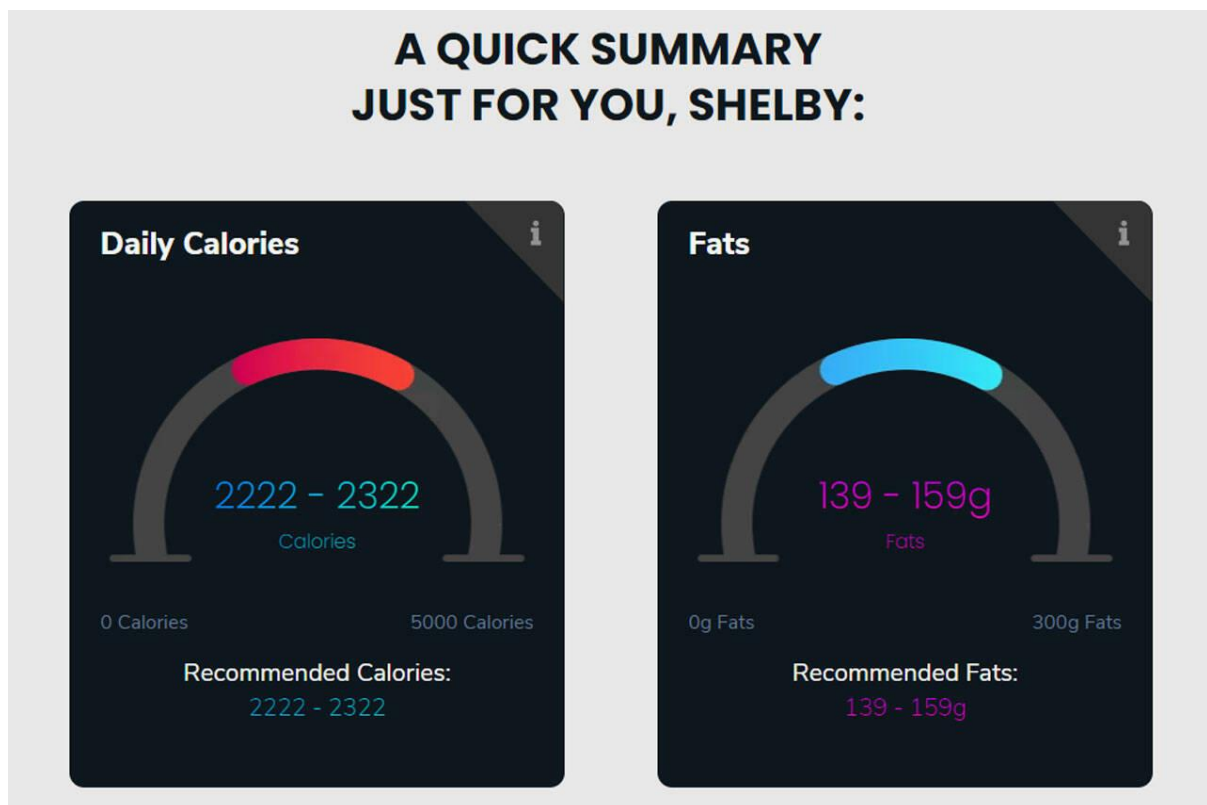 A QUICK SUMMARY
JUST FOR YOU, SHELBY:
Daily Calories
i
2222 - 2322
Calories
0 Calories
5000 Calories
Recommended Calories:
2222 - 2322
Fats
i
139 - 159g
Fats
0g Fats
300g Fats
Recommended Fats:
139 - 159g